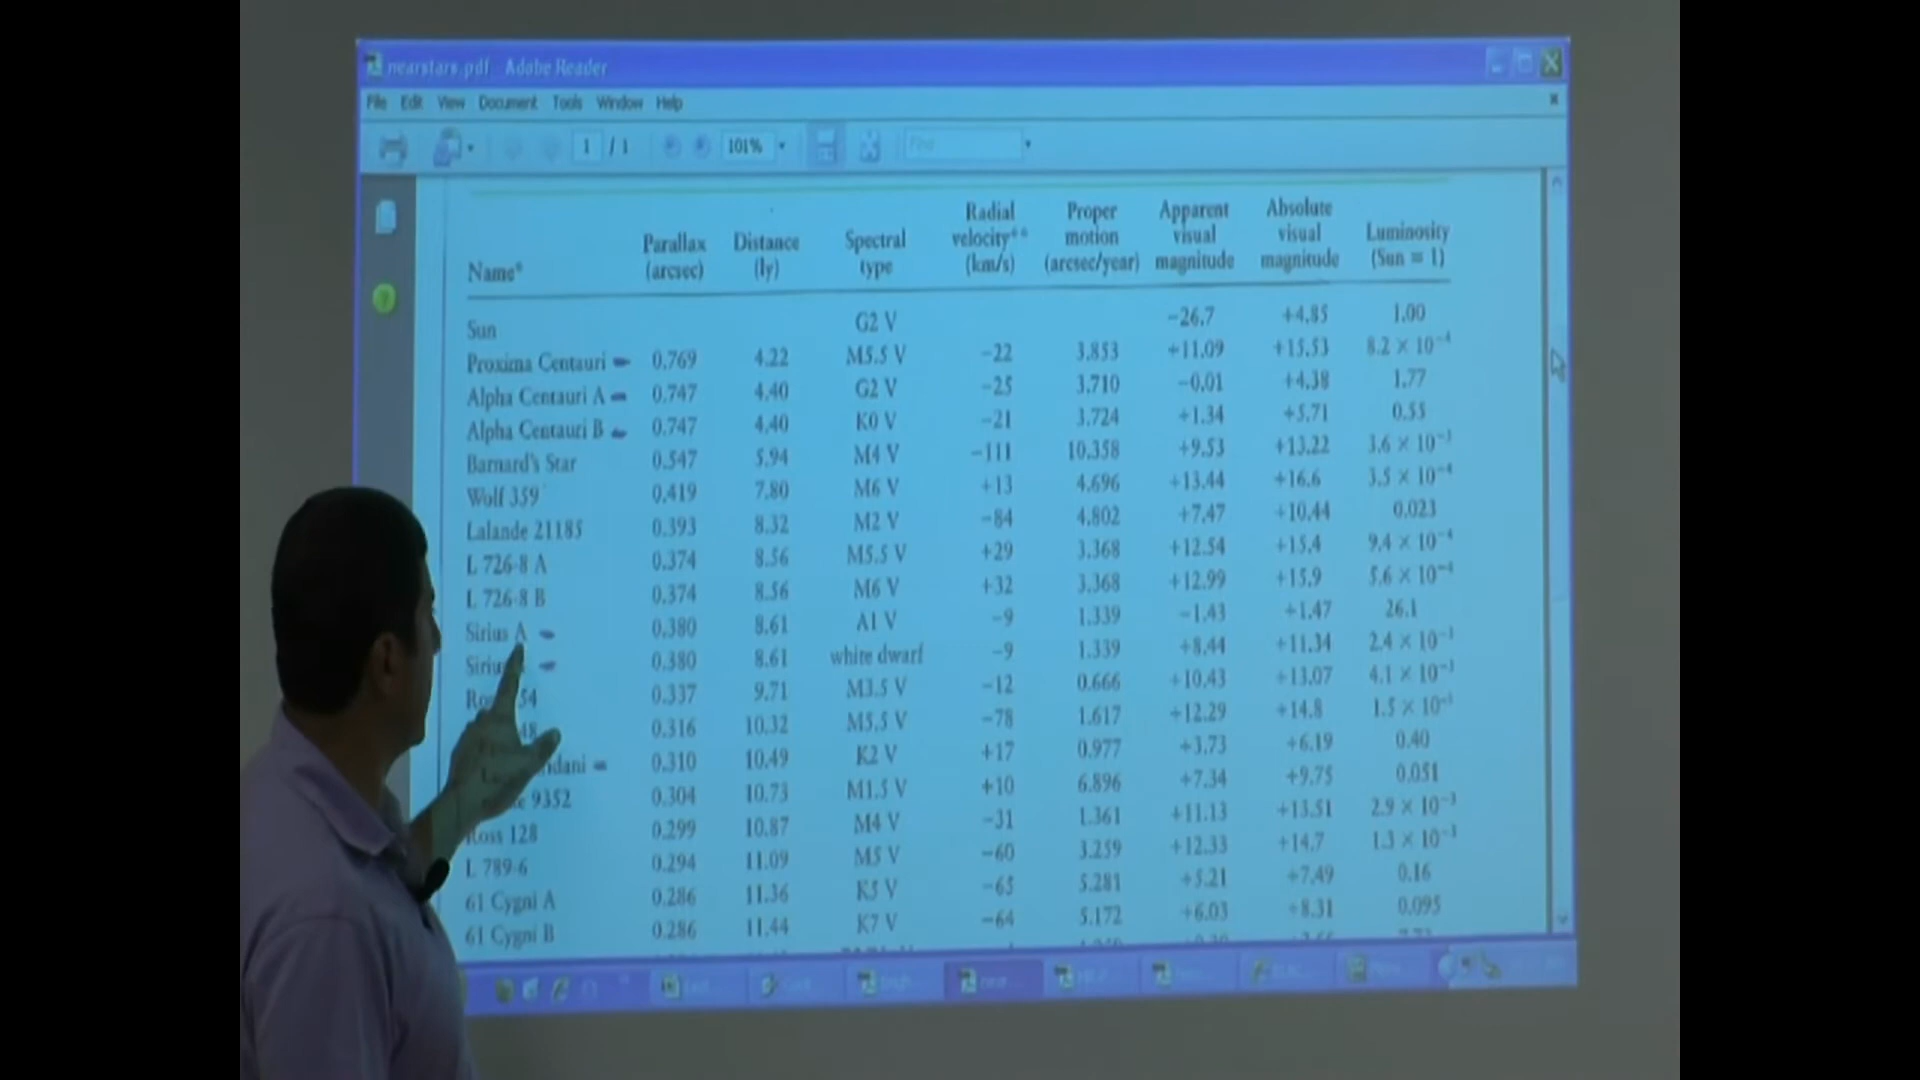 nearstars.pdf - Adobe Reader
File Edit View Document Tools Window Help
1 / 1 101% Find
Name* Parallax (arcsec) Distance (ly) Spectral type Radial velocity** (km/s) Proper motion (arcsec/year) Apparent visual magnitude Absolute visual magnitude Luminosity (Sun = 1)
Sun G2 V −26.7 +4.85 1.00
Proxima Centauri 0.769 4.22 M5.5 V −22 3.853 +11.09 +15.53 8.2 × 10⁻⁴
Alpha Centauri A 0.747 4.40 G2 V −25 3.710 −0.01 +4.38 1.77
Alpha Centauri B 0.747 4.40 K0 V −21 3.724 +1.34 +5.71 0.55
Barnard's Star 0.547 5.94 M4 V −111 10.358 +9.53 +13.22 3.6 × 10⁻³
Wolf 359 0.419 7.80 M6 V +13 4.696 +13.44 +16.6 3.5 × 10⁻⁴
Lalande 21185 0.393 8.32 M2 V −84 4.802 +7.47 +10.44 0.023
L 726-8 A 0.374 8.56 M5.5 V +29 3.368 +12.54 +15.4 9.4 × 10⁻⁴
L 726-8 B 0.374 8.56 M6 V +32 3.368 +12.99 +15.9 5.6 × 10⁻⁴
Sirius A 0.380 8.61 A1 V −9 1.339 −1.43 +1.47 26.1
0.380 8.61 white dwarf −9 1.339 +8.44 +11.34 2.4 × 10⁻³
54 0.337 9.71 M3.5 V −12 0.666 +10.43 +13.07 4.1 × 10⁻³
48 0.316 10.32 M5.5 V −78 1.617 +12.29 +14.8
0.310 10.49 K2 V +17 0.977 +3.73 +6.19 0.40
9352 0.304 10.73 M1.5 V +10 6.896 +7.34 +9.75 0.051
Ross 128 0.299 10.87 M4 V −31 1.361 +11.13 +13.51 2.9 × 10⁻³
L 789-6 0.294 11.09 M5 V −60 3.259 +12.33 +14.7 1.3 × 10⁻³
61 Cygni A 0.286 11.36 K5 V −65 5.281 +5.21 +7.49 0.16
61 Cygni B 0.286 11.44 K7 V −64 5.172 +6.03 +8.31 0.095